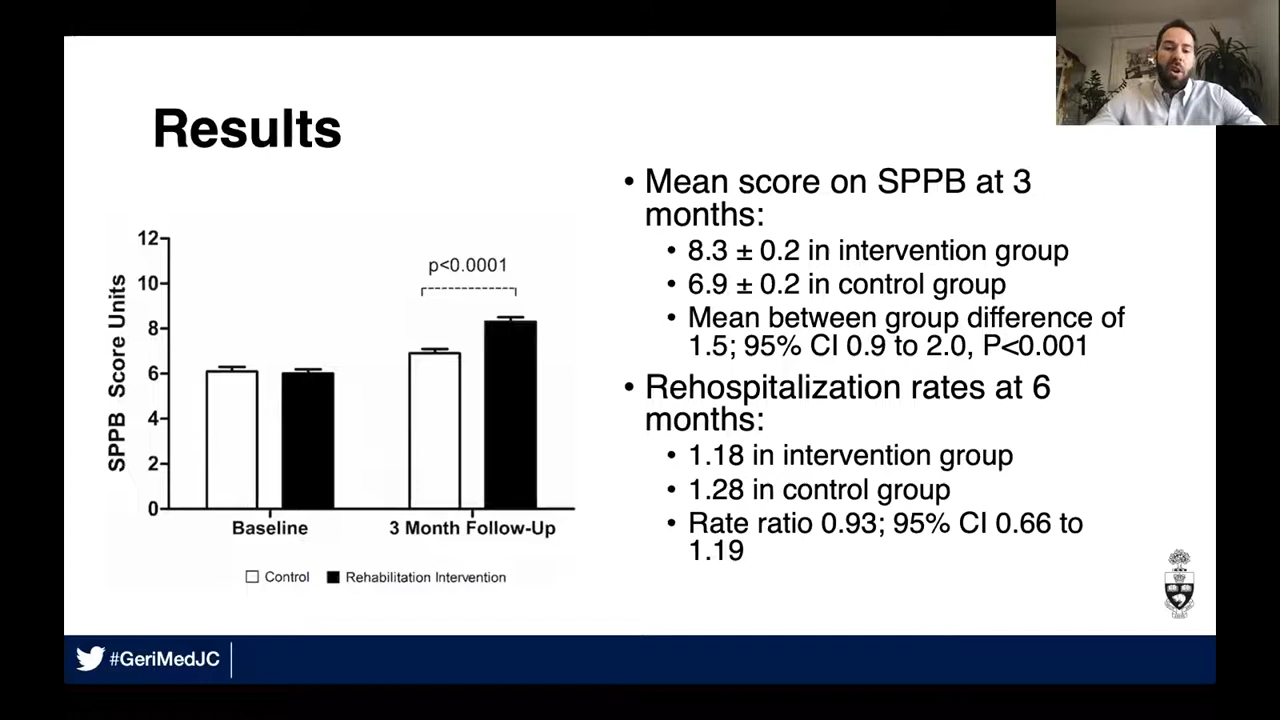 Results
12
10
8
6
4
2
0
SPPB Score Units
p<0.0001
Baseline
3 Month Follow-Up
Control
Rehabilitation Intervention
• Mean score on SPPB at 3
months:
• 8.3 ± 0.2 in intervention group
• 6.9 ± 0.2 in control group
• Mean between group difference of
1.5; 95% CI 0.9 to 2.0, P<0.001
• Rehospitalization rates at 6
months:
• 1.18 in intervention group
• 1.28 in control group
• Rate ratio 0.93; 95% CI 0.66 to
1.19
#GeriMedJC